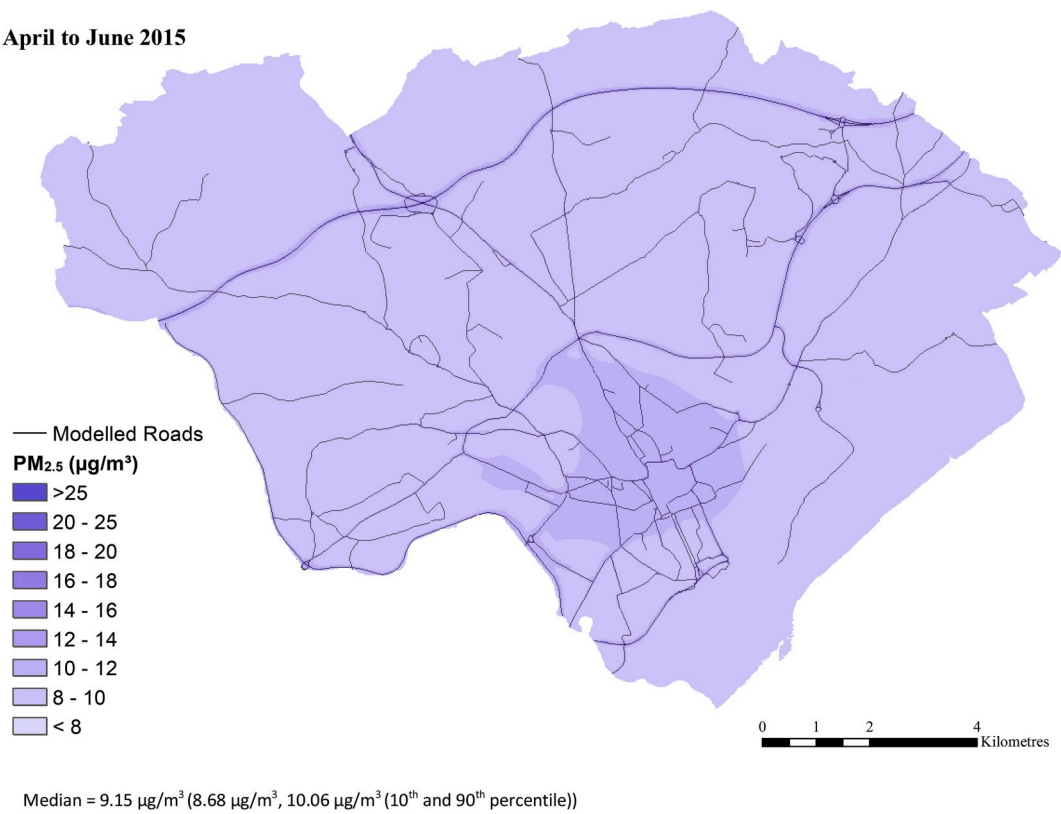 April to June 2015
Modelled Roads
PM₂.₅ (µg/m³)
>25
20 - 25
18 - 20
16 - 18
14 - 16
12 - 14
10 - 12
8 - 10
< 8
0 1 2 4
Kilometres
Median = 9.15 µg/m³ (8.68 µg/m³, 10.06 µg/m³ (10ᵗʰ and 90ᵗʰ percentile))